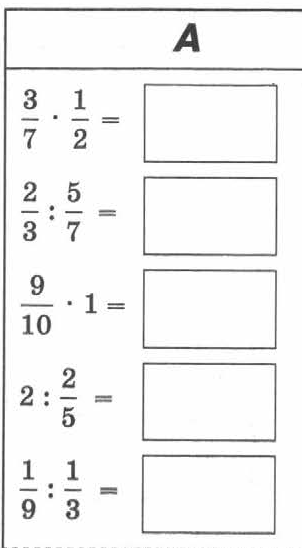 A
3/7 · 1/2 =
2/3 : 5/7 =
9/10 · 1 =
2 : 2/5 =
1/9 : 1/3 =